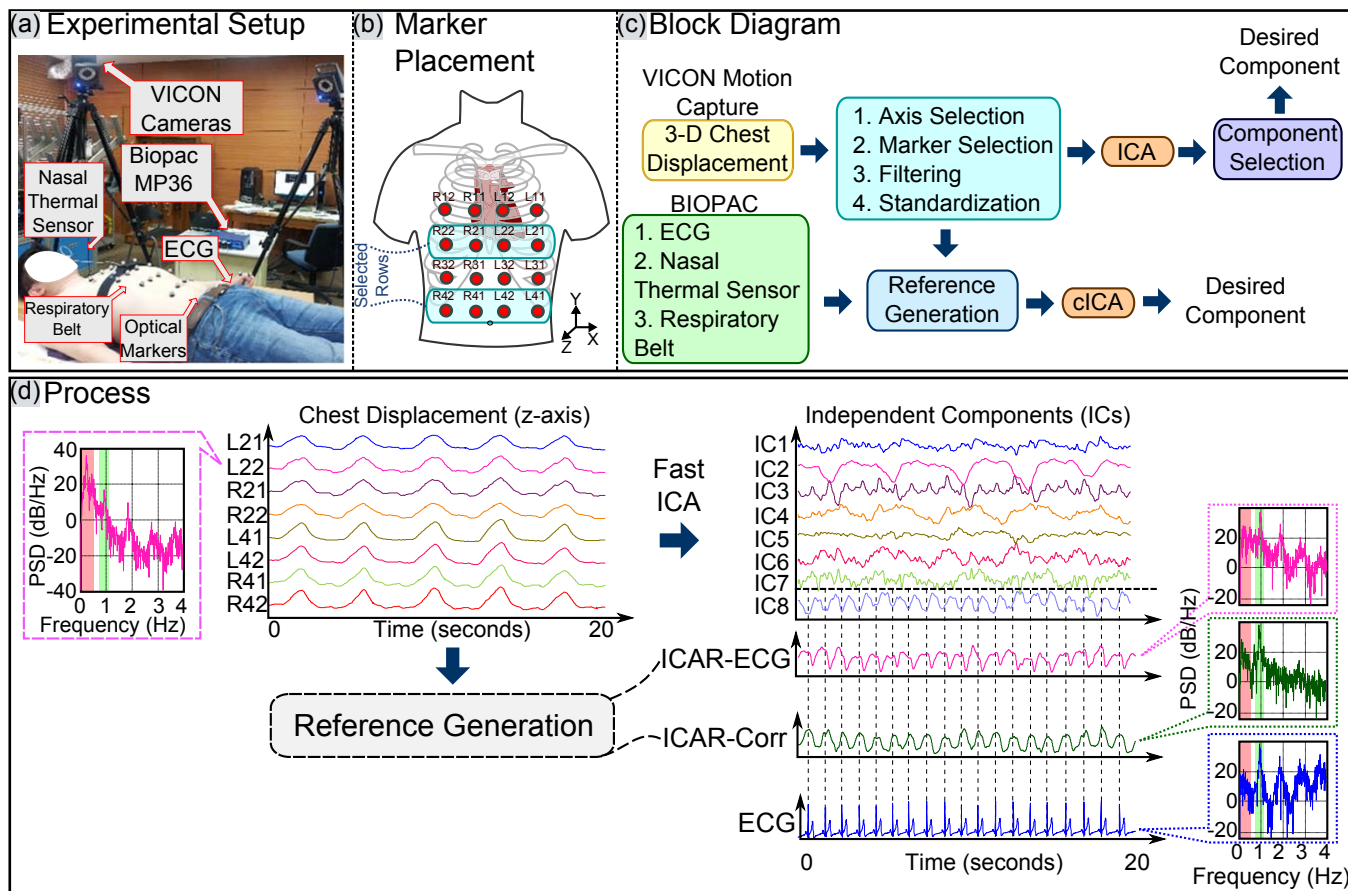 (a) Experimental Setup
VICON
Cameras
Biopac
MP36
Nasal
Thermal
Sensor
ECG
Respiratory
Belt
Optical
Markers
(b) Marker
Placement
R12 R11 L12 L11
R22 R21 L22 L21
R32 R31 L32 L31
R42 R41 L42 L41
Selected
Rows
Y
X
Z
(c) Block Diagram
VICON Motion
Capture
3-D Chest
Displacement
BIOPAC
1. ECG
2. Nasal
Thermal Sensor
3. Respiratory
Belt
1. Axis Selection
2. Marker Selection
3. Filtering
4. Standardization
ICA
Component
Selection
Desired
Component
Reference
Generation
cICA
Desired
Component
(d) Process
40
20
0
-20
-40
PSD (dB/Hz)
0 1 2 3 4
Frequency (Hz)
Chest Displacement (z-axis)
L21
L22
R21
R22
L41
L42
R41
R42
0 Time (seconds) 20
Fast
ICA
Reference Generation
Independent Components (ICs)
IC1
IC2
IC3
IC4
IC5
IC6
IC7
IC8
ICAR-ECG
ICAR-Corr
ECG
0 Time (seconds) 20
20
0
-20
20
0
-20
20
0
-20
PSD (dB/Hz)
0 1 2 3 4
Frequency (Hz)